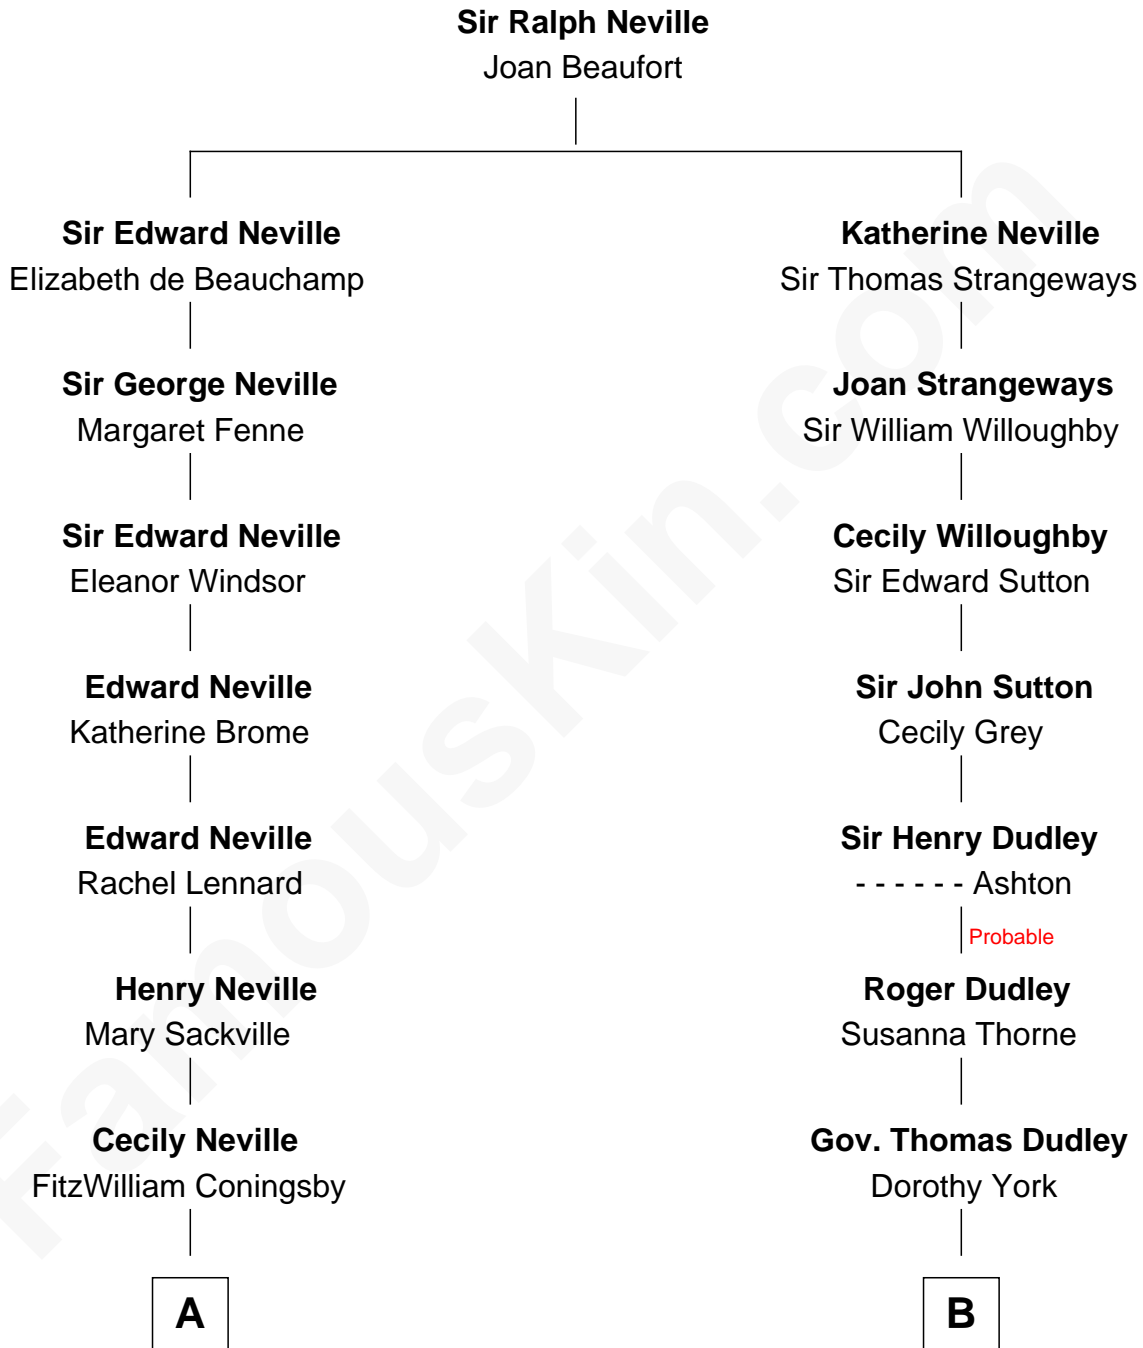 Sir Ralph Neville
Joan Beaufort
Sir Edward Neville
Elizabeth de Beauchamp
Katherine Neville
Sir Thomas Strangeways
Sir George Neville
Margaret Fenne
Joan Strangeways
Sir William Willoughby
Sir Edward Neville
Eleanor Windsor
Cecily Willoughby
Sir Edward Sutton
Edward Neville
Katherine Brome
Sir John Sutton
Cecily Grey
Edward Neville
Rachel Lennard
Sir Henry Dudley
- - - - - - Ashton
Probable
Henry Neville
Mary Sackville
Roger Dudley
Susanna Thorne
Cecily Neville
FitzWilliam Coningsby
Gov. Thomas Dudley
Dorothy York
A
B
FamousKin.com